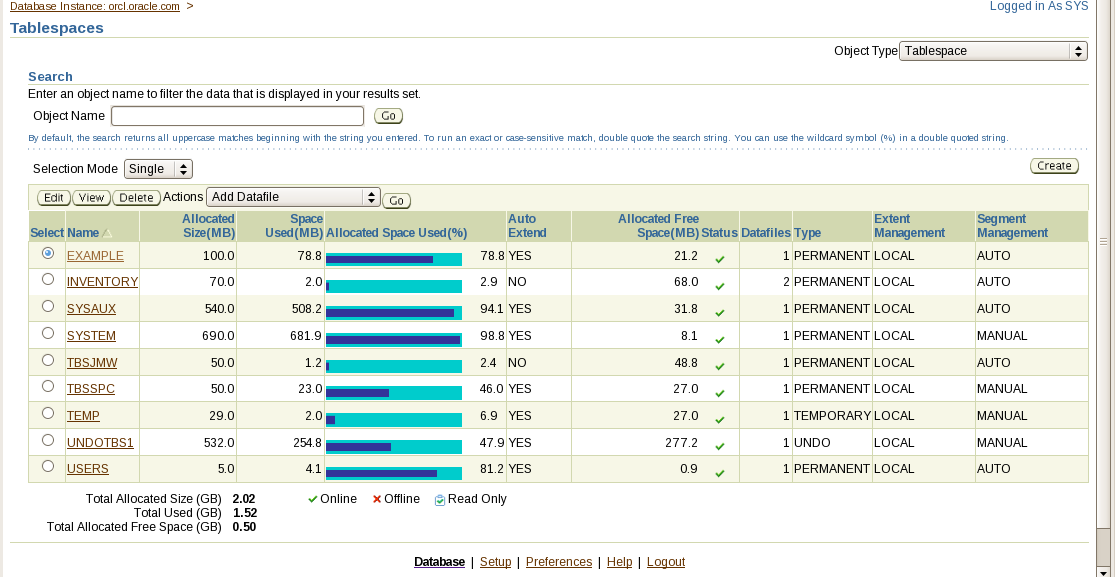 Database Instance: orcl.oracle.com >
Logged in As SYS
Tablespaces
Object Type Tablespace
Search
Enter an object name to filter the data that is displayed in your results set.
Object Name Go
By default, the search returns all uppercase matches beginning with the string you entered. To run an exact or case-sensitive match, double quote the search string. You can use the wildcard symbol (%) in a double quoted string.
Selection Mode Single Create
Edit View Delete Actions Add Datafile Go
Select Name Allocated Size(MB) Space Used(MB) Allocated Space Used(%) Auto Extend Allocated Free Space(MB) Status Datafiles Type Extent Management Segment Management
EXAMPLE 100.0 78.8 78.8 YES 21.2 1 PERMANENT LOCAL AUTO
INVENTORY 70.0 2.0 2.9 NO 68.0 2 PERMANENT LOCAL AUTO
SYSAUX 540.0 508.2 94.1 YES 31.8 1 PERMANENT LOCAL AUTO
SYSTEM 690.0 681.9 98.8 YES 8.1 1 PERMANENT LOCAL MANUAL
TBSJMW 50.0 1.2 2.4 NO 48.8 1 PERMANENT LOCAL AUTO
TBSSPC 50.0 23.0 46.0 YES 27.0 1 PERMANENT LOCAL MANUAL
TEMP 29.0 2.0 6.9 YES 27.0 1 TEMPORARY LOCAL MANUAL
UNDOTBS1 532.0 254.8 47.9 YES 277.2 1 UNDO LOCAL MANUAL
USERS 5.0 4.1 81.2 YES 0.9 1 PERMANENT LOCAL AUTO
Total Allocated Size (GB) 2.02 Online Offline Read Only
Total Used (GB) 1.52
Total Allocated Free Space (GB) 0.50
Database | Setup | Preferences | Help | Logout